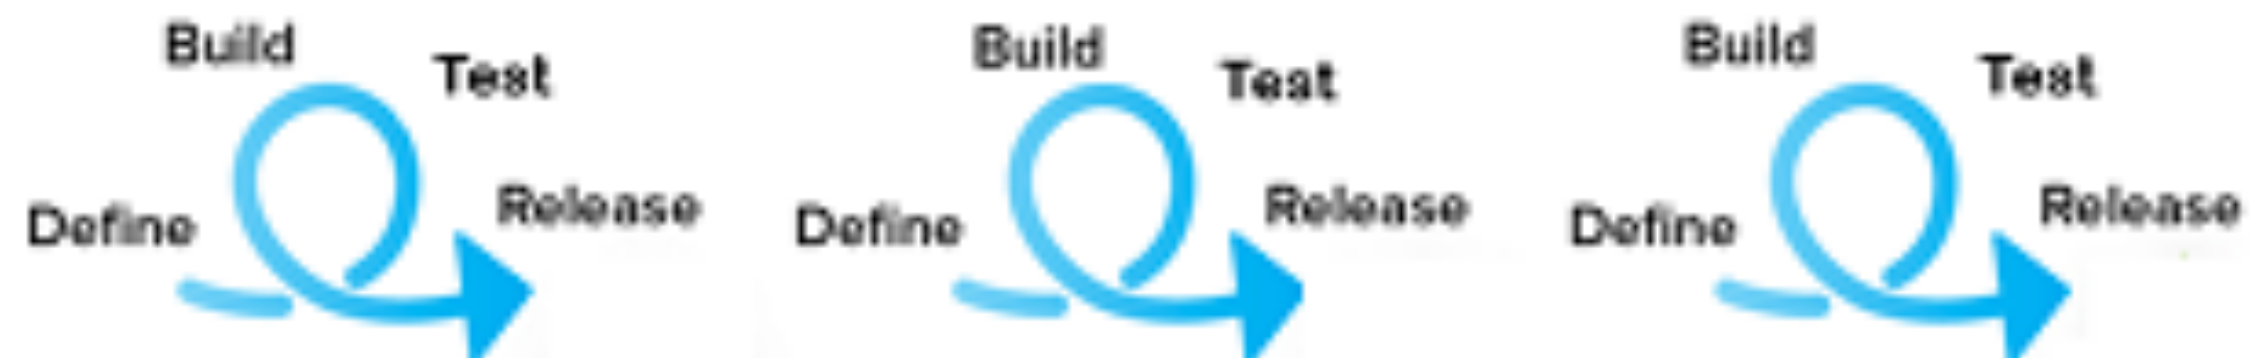 Build
Test
Define
Release
Build
Test
Define
Release
Build
Test
Define
Release